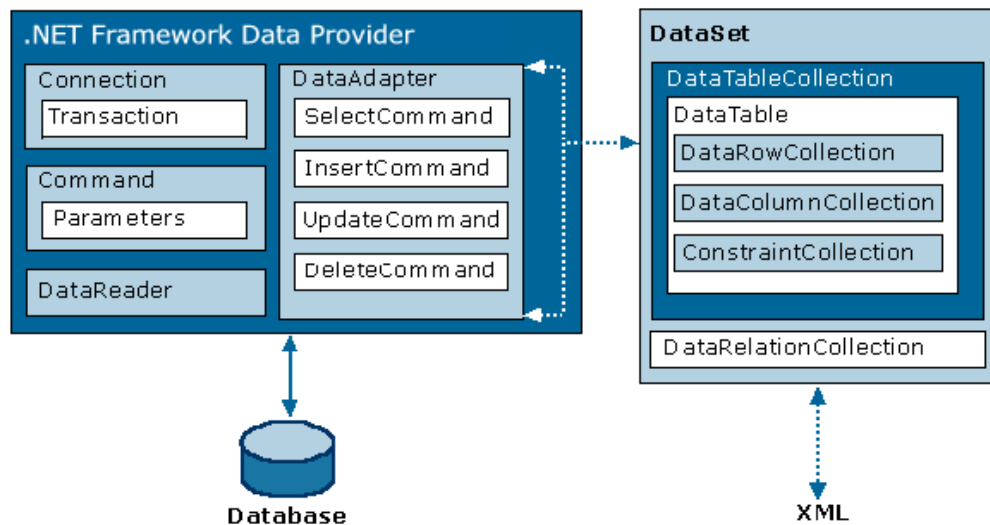 .NET Framework Data Provider
Connection
Transaction
Command
Parameters
DataReader
DataAdapter
SelectCommand
InsertCommand
UpdateCommand
DeleteCommand
Database
DataSet
DataTableCollection
DataTable
DataRowCollection
DataColumnCollection
ConstraintCollection
DataRelationCollection
XML